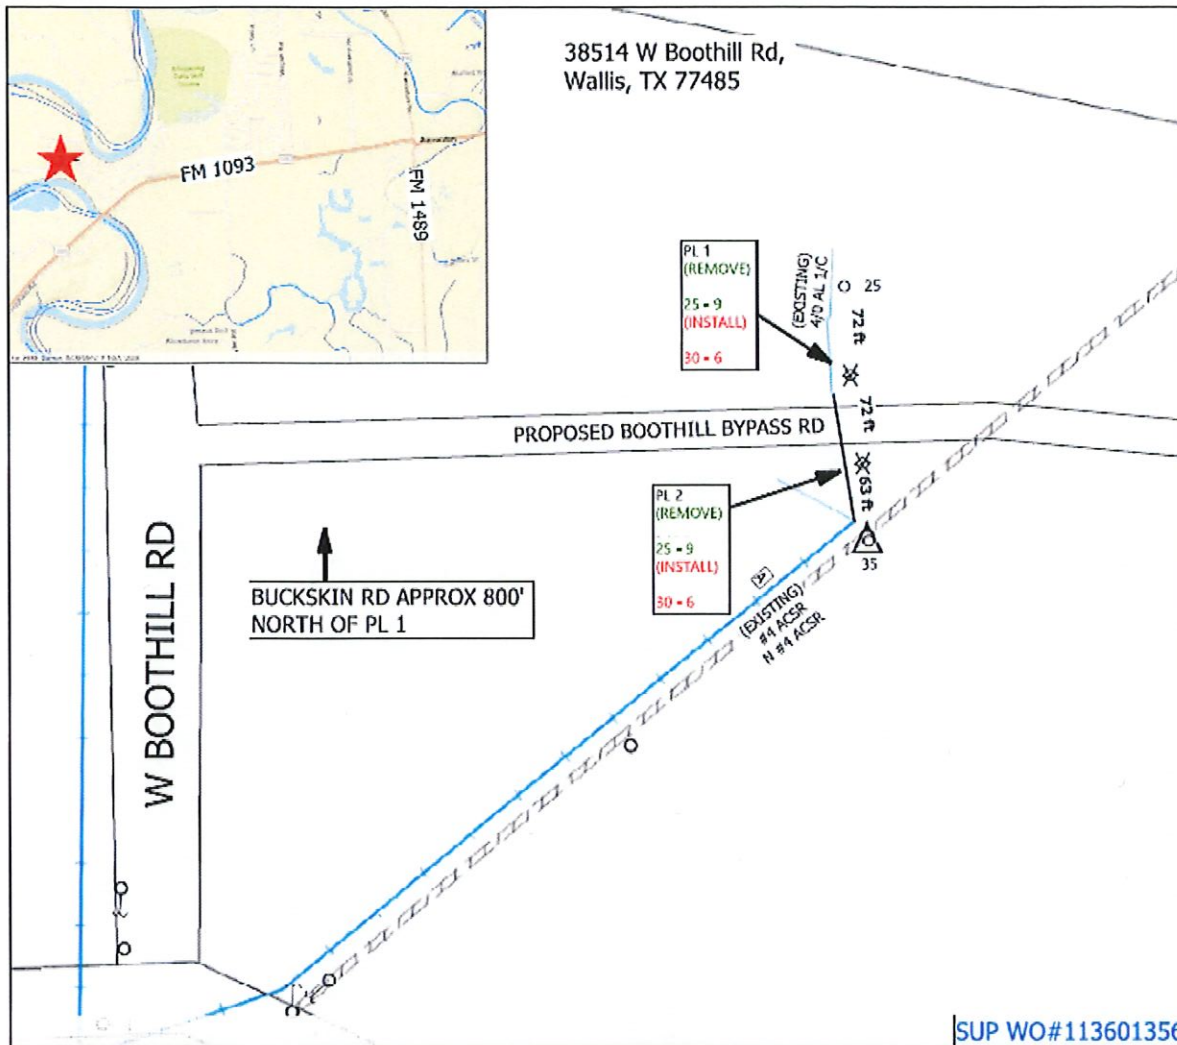 38514 W Boothill Rd,
Wallis, TX 77485
FM 1093
FM 1489
PL 1
(REMOVE)
25 = 9
(INSTALL)
30 = 6
(EXISTING)
4/0 AL 1/C
25
72 ft
72 ft
PROPOSED BOOTHILL BYPASS RD
PL 2
(REMOVE)
25 = 9
(INSTALL)
30 = 6
63 ft
35
A
(EXISTING)
#4 ACSR
N #4 ACSR
BUCKSKIN RD APPROX 800'
NORTH OF PL 1
W BOOTHILL RD
SUP WO#113601356